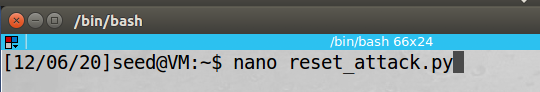 /bin/bash
/bin/bash 66x24
[12/06/20]seed@VM:~$ nano reset_attack.py